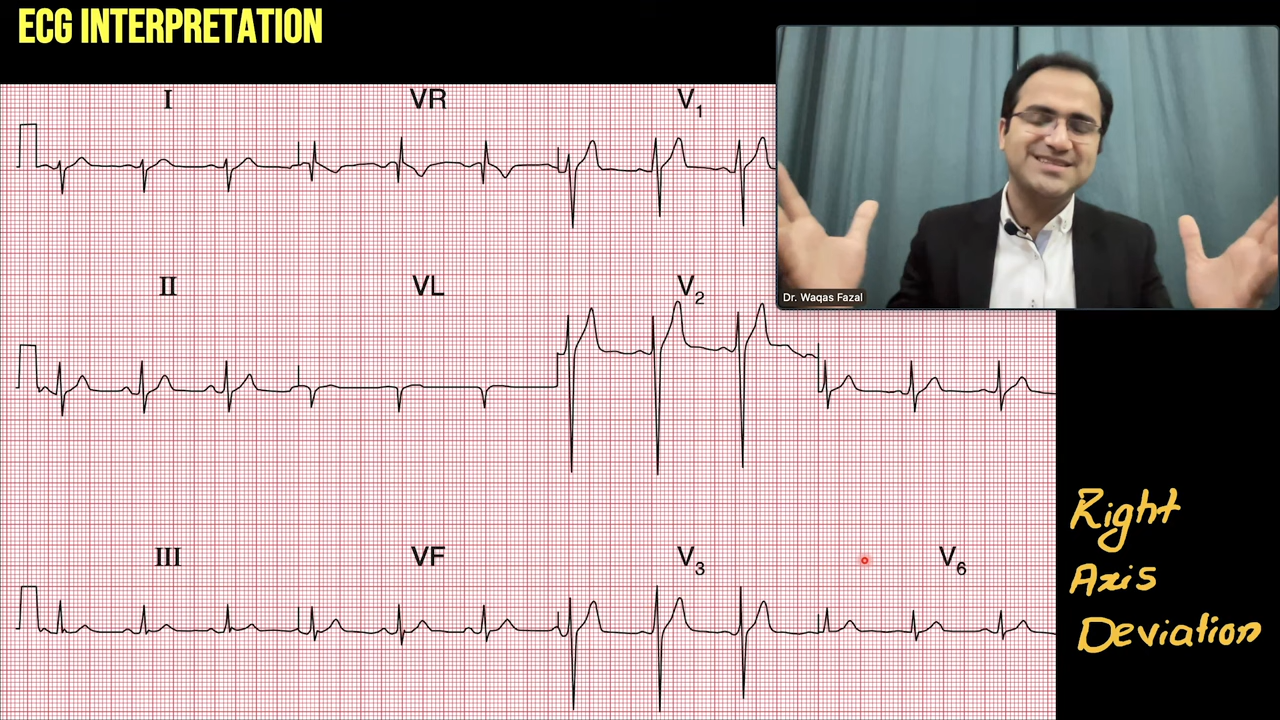 ECG INTERPRETATION
I
VR
V1
Dr. Waqas Fazal
II
VL
V2
III
VF
V3
V6
Right
Axis
Deviation